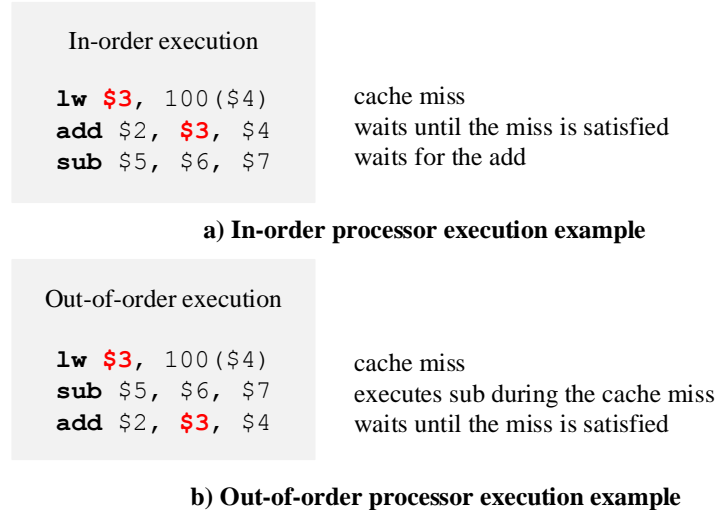 In-order execution
lw $3, 100($4) cache miss
add $2, $3, $4 waits until the miss is satisfied
sub $5, $6, $7 waits for the add
a) In-order processor execution example
Out-of-order execution
lw $3, 100($4) cache miss
sub $5, $6, $7 executes sub during the cache miss
add $2, $3, $4 waits until the miss is satisfied
b) Out-of-order processor execution example